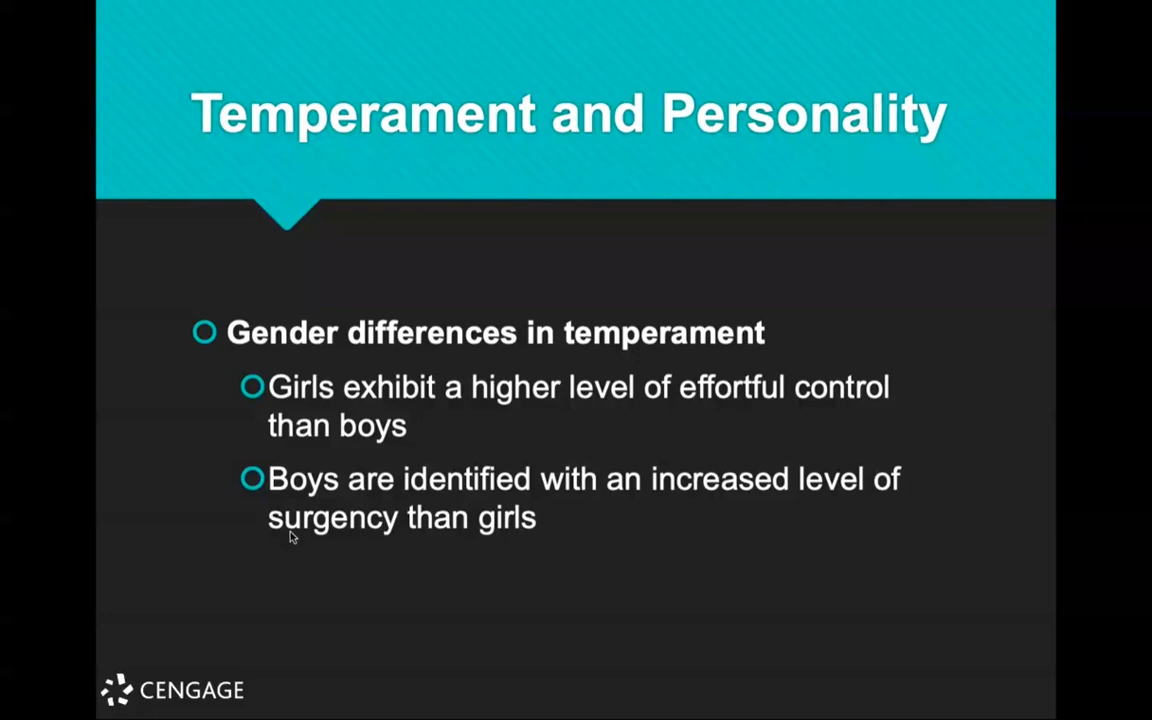 Temperament and Personality
Gender differences in temperament
Girls exhibit a higher level of effortful control
than boys
Boys are identified with an increased level of
surgency than girls
CENGAGE